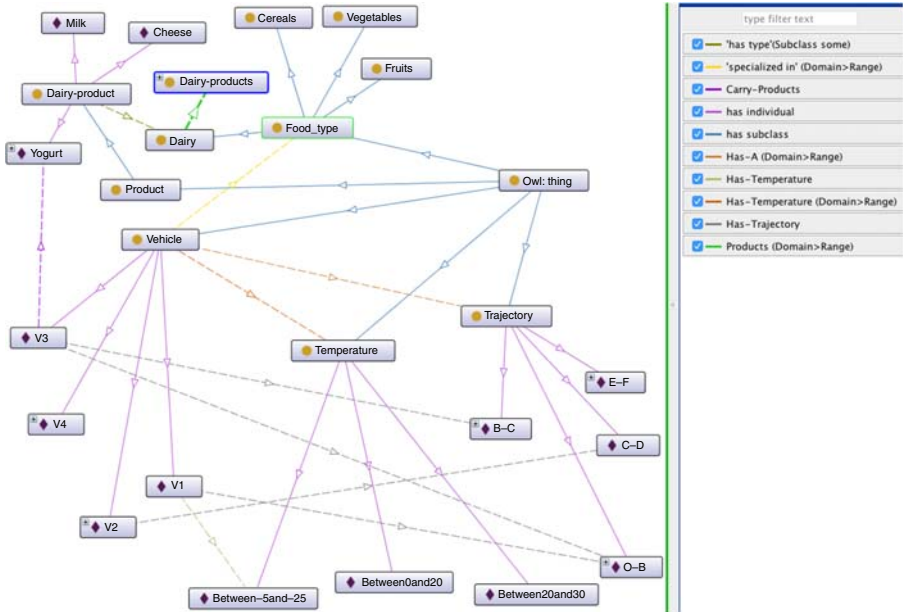 Milk
Cheese
Cereals
Vegetables
Fruits
Dairy-product
Dairy-products
Dairy
Food_type
Yogurt
Product
Owl: thing
Vehicle
Trajectory
V3
Temperature
E–F
V4
B–C
C–D
V1
V2
O–B
Between–5and–25
Between0and20
Between20and30
type filter text
'has type'(Subclass some)
'specialized in' (Domain>Range)
Carry-Products
has individual
has subclass
Has-A (Domain>Range)
Has-Temperature
Has-Temperature (Domain>Range)
Has-Trajectory
Products (Domain>Range)